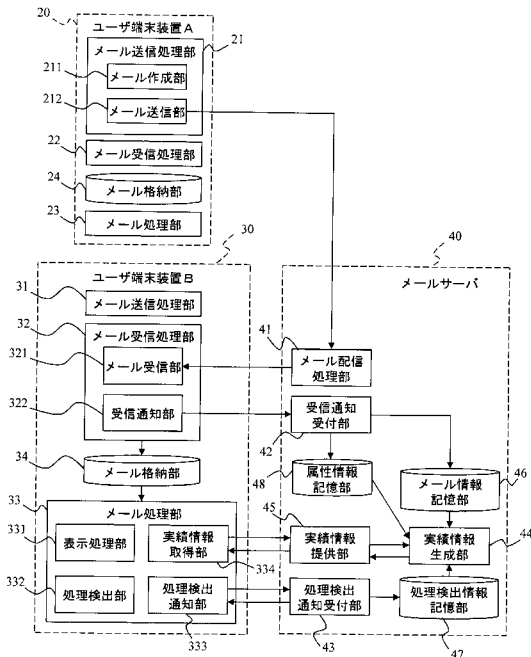 20
ユーザ端末装置A
21
メール送信処理部
211
メール作成部
212
メール送信部
22
メール受信処理部
24
メール格納部
23
メール処理部
30
ユーザ端末装置B
31
メール送信処理部
32
メール受信処理部
321
メール受信部
322
受信通知部
34
メール格納部
33
メール処理部
331
表示処理部
実績情報
取得部
334
332
処理検出部
処理検出
通知部
333
40
メールサーバ
41
メール配信
処理部
受信通知
受付部
42
48
属性情報
記憶部
メール情報
記憶部
46
45
実績情報
提供部
実績情報
生成部
44
処理検出
通知受付部
43
処理検出情報
記憶部
47